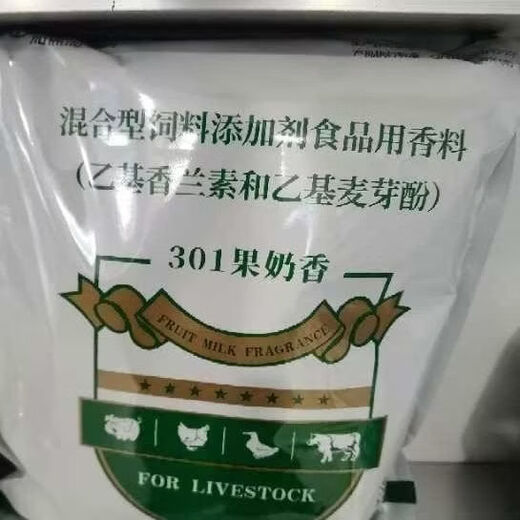 混合型饲料添加剂食品用香料
（乙基香兰素和乙基麦芽酚）
301果奶香
FRUIT MILK FRAGRANCE
FOR LIVESTOCK